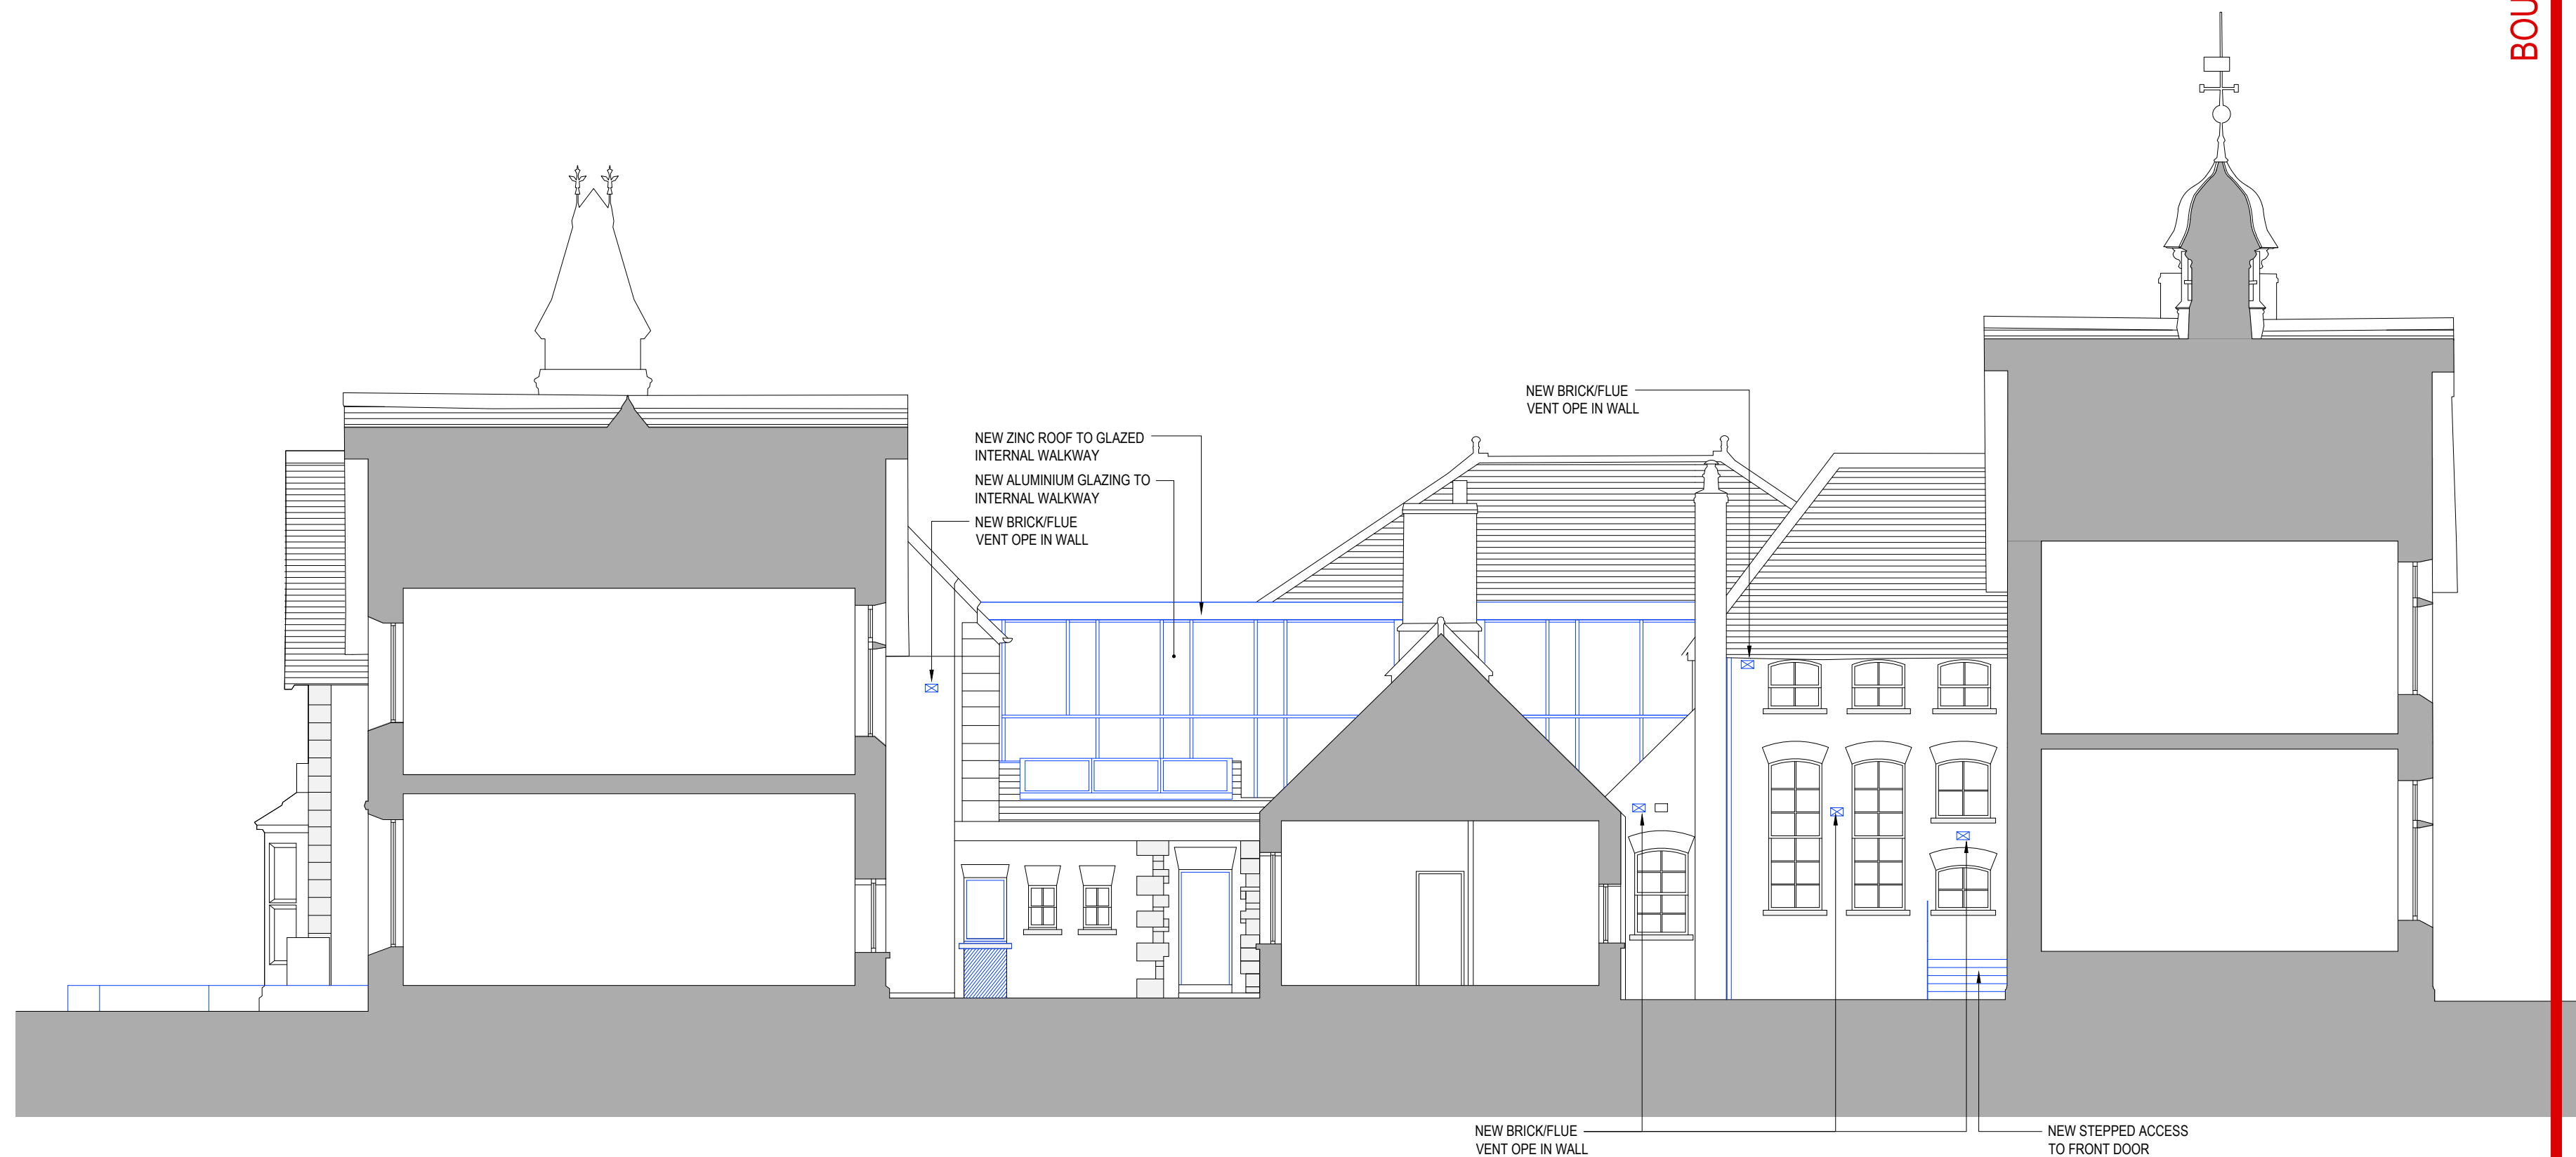 BOU
NEW BRICK/FLUE
VENT OPE IN WALL
NEW ZINC ROOF TO GLAZED
INTERNAL WALKWAY
NEW ALUMINIUM GLAZING TO
INTERNAL WALKWAY
NEW BRICK/FLUE
VENT OPE IN WALL
NEW BRICK/FLUE
VENT OPE IN WALL
NEW STEPPED ACCESS
TO FRONT DOOR